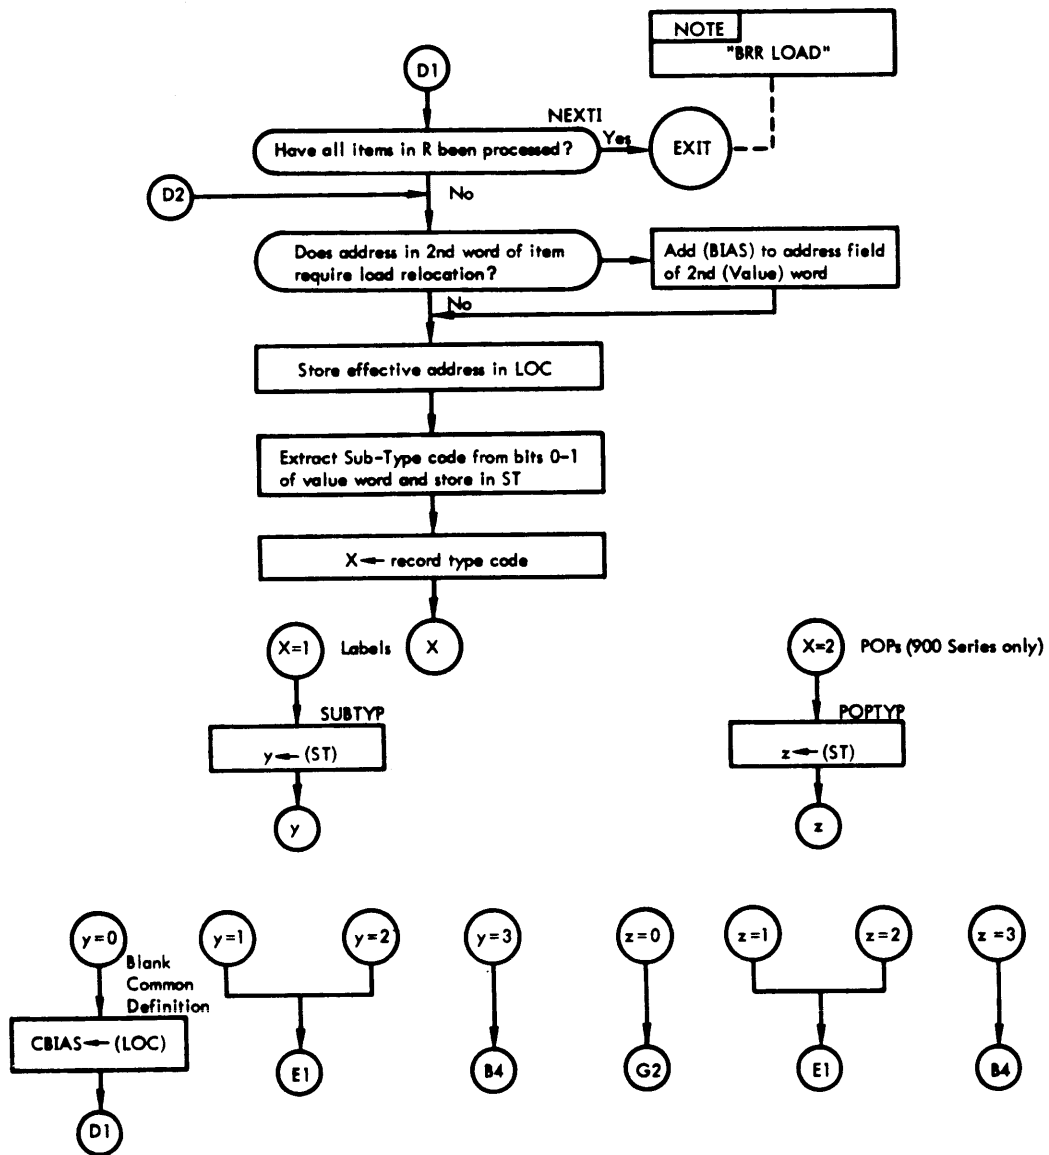 NOTE
"BRR LOAD"
D1
NEXTI
Have all items in R been processed?
Yes
EXIT
D2
No
Does address in 2nd word of item
require load relocation?
Add (BIAS) to address field
of 2nd (Value) word
No
Store effective address in LOC
Extract Sub-Type code from bits 0-1
of value word and store in ST
X← record type code
X=1
Labels
X
X=2
POPs (900 Series only)
SUBTYP
y← (ST)
POPTYP
z← (ST)
y
z
y=0
y=1
y=2
y=3
z=0
z=1
z=2
z=3
Blank
Common
Definition
CBIAS← (LOC)
E1
B4
G2
E1
B4
D1